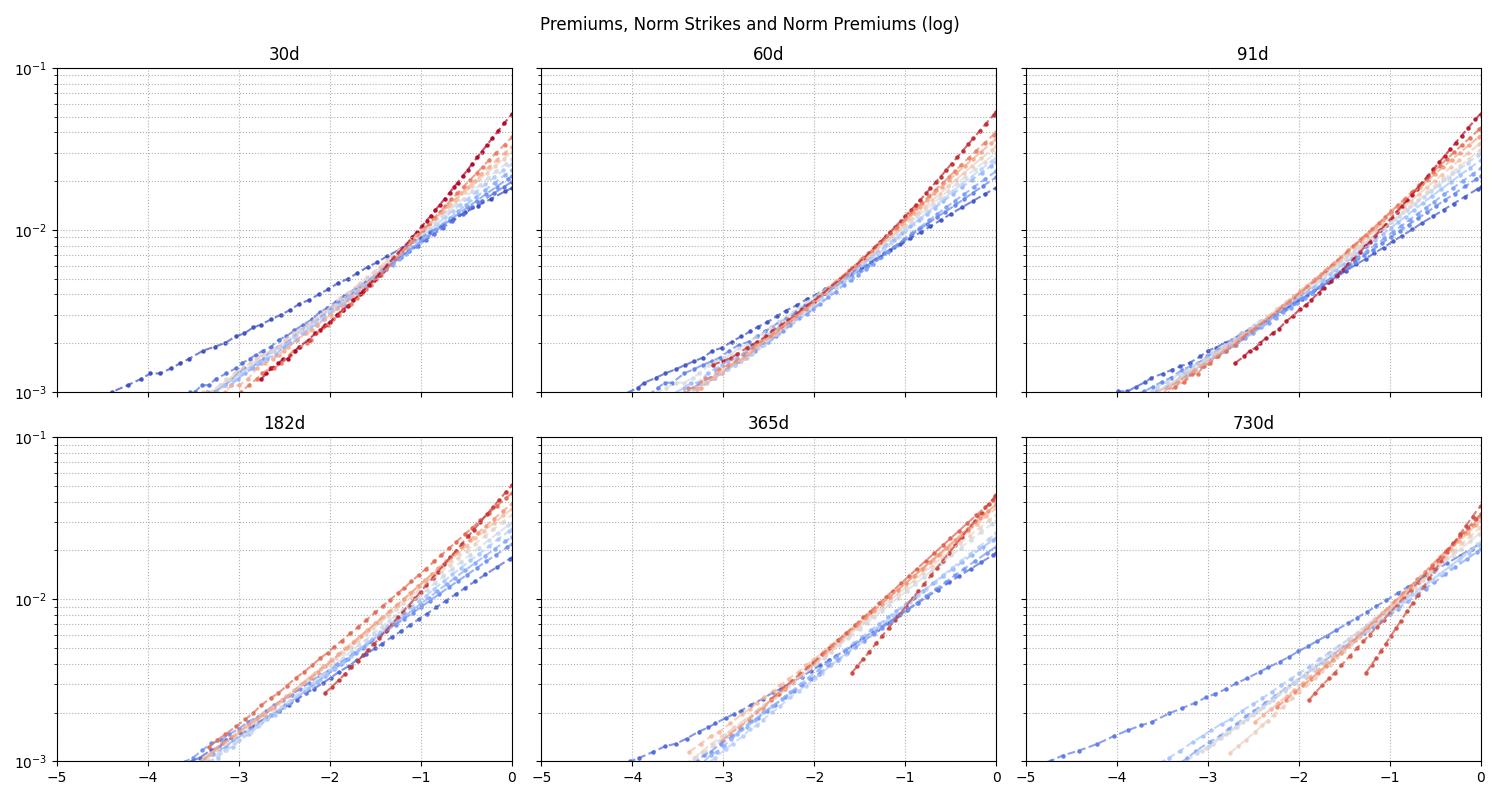 Premiums, Norm Strikes and Norm Premiums (log)
30d
60d
91d
10⁻¹
10⁻²
10⁻³
182d
365d
730d
10⁻¹
10⁻²
10⁻³
−5 −4 −3 −2 −1 0
−5 −4 −3 −2 −1 0
−5 −4 −3 −2 −1 0